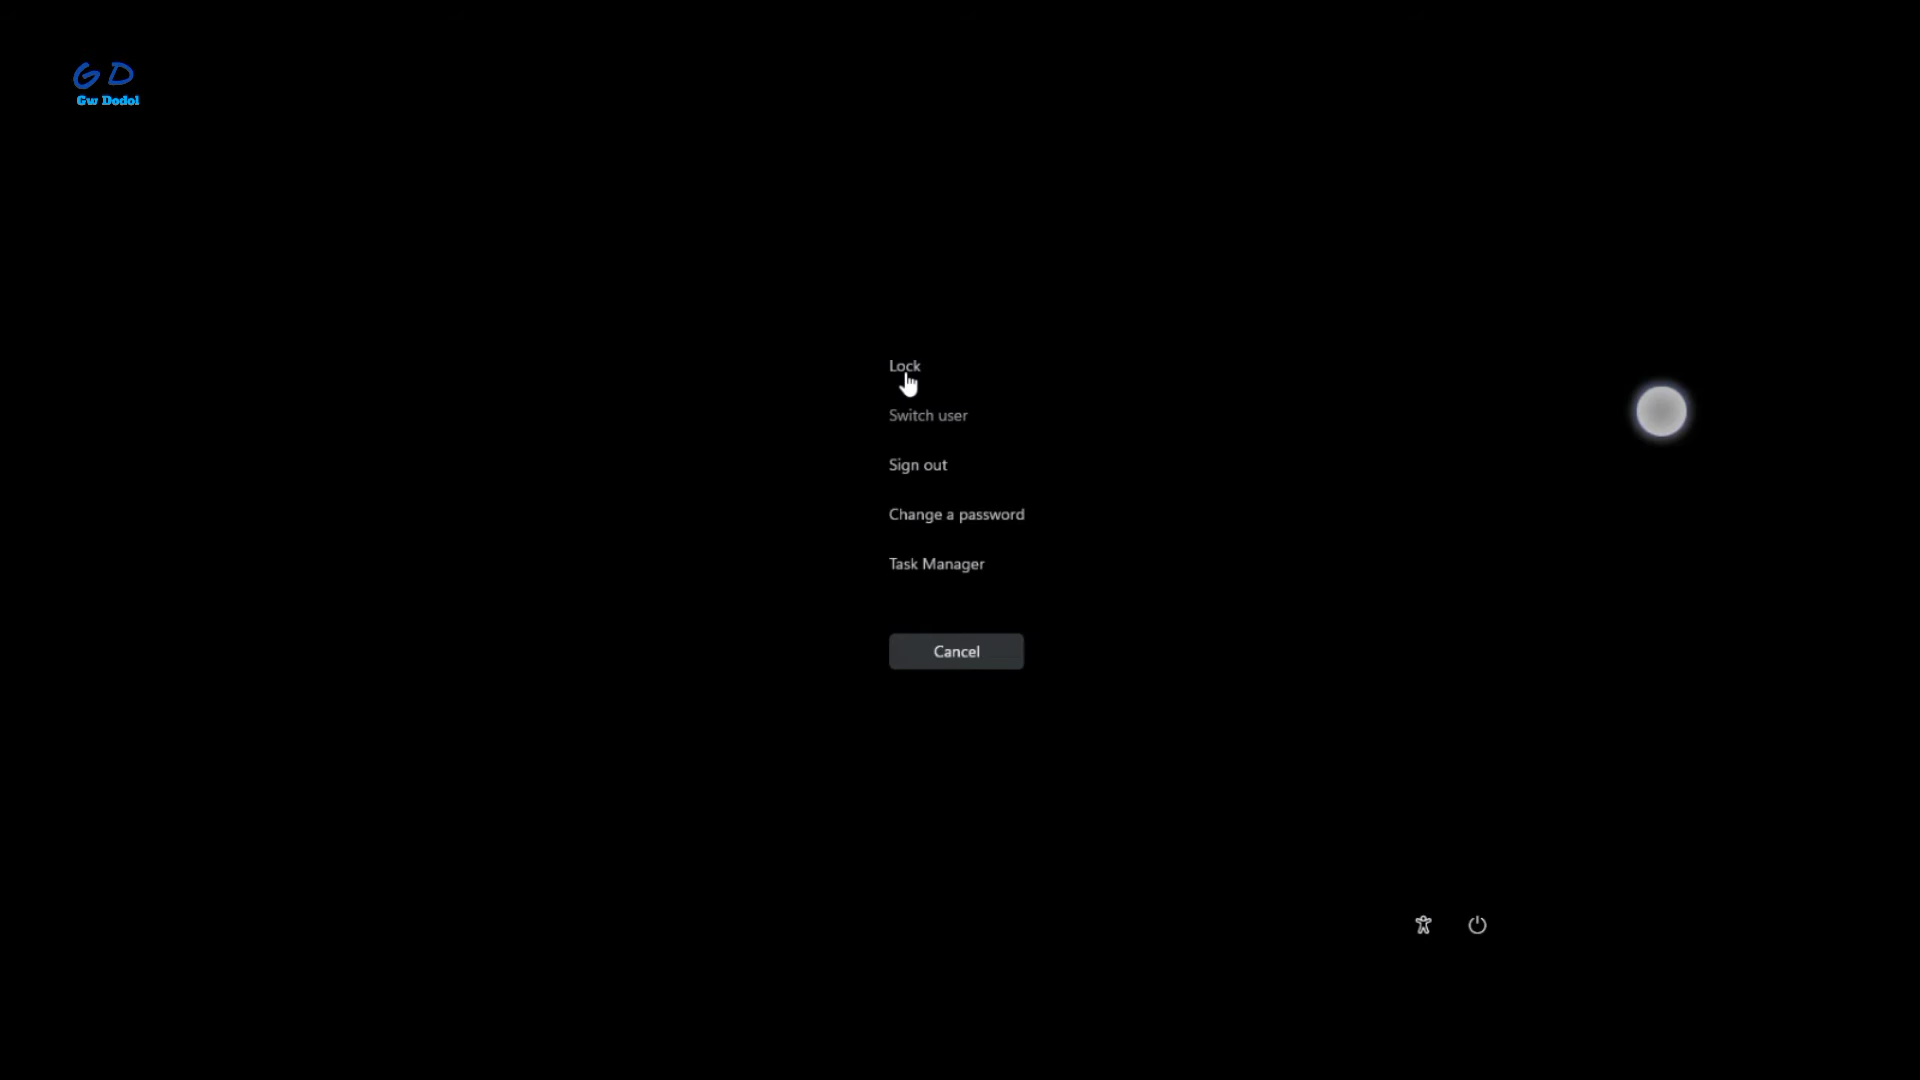 G D
Gw Dodol
Lock
Switch user
Sign out
Change a password
Task Manager
Cancel